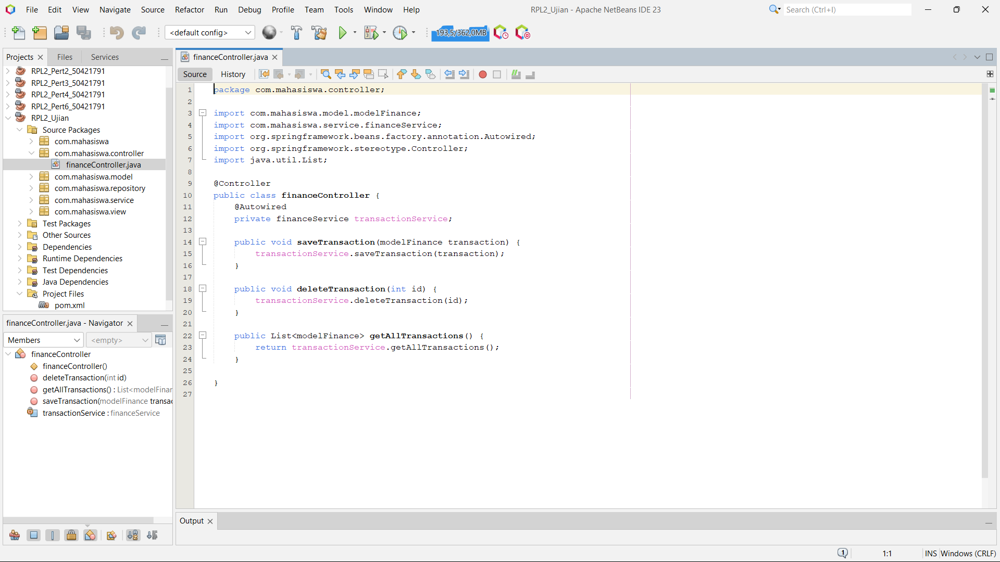 File Edit View Navigate Source Refactor Run Debug Profile Team Tools Window Help
RPL2_Ujian - Apache NetBeans IDE 23
Search (Ctrl+I)
<default config>
193,5/362,0MB
Projects Files Services
RPL2_Pert2_50421791
RPL2_Pert3_50421791
RPL2_Pert4_50421791
RPL2_Pert6_50421791
RPL2_Ujian
Source Packages
com.mahasiswa
com.mahasiswa.controller
financeController.java
com.mahasiswa.model
com.mahasiswa.repository
com.mahasiswa.service
com.mahasiswa.view
Test Packages
Other Sources
Dependencies
Runtime Dependencies
Test Dependencies
Java Dependencies
Project Files
pom.xml
financeController.java - Navigator
Members <empty>
financeController
financeController()
deleteTransaction(int id)
getAllTransactions() : List<modelFinan
saveTransaction(modelFinance transac
transactionService : financeService
financeController.java
Source History
1 package com.mahasiswa.controller;
2
3 import com.mahasiswa.model.modelFinance;
4 import com.mahasiswa.service.financeService;
5 import org.springframework.beans.factory.annotation.Autowired;
6 import org.springframework.stereotype.Controller;
7 import java.util.List;
8
9 @Controller
10 public class financeController {
11     @Autowired
12     private financeService transactionService;
13
14     public void saveTransaction(modelFinance transaction) {
15         transactionService.saveTransaction(transaction);
16     }
17
18     public void deleteTransaction(int id) {
19         transactionService.deleteTransaction(id);
20     }
21
22     public List<modelFinance> getAllTransactions() {
23         return transactionService.getAllTransactions();
24     }
25
26 }
27
Output
1
1:1
INS Windows (CRLF)